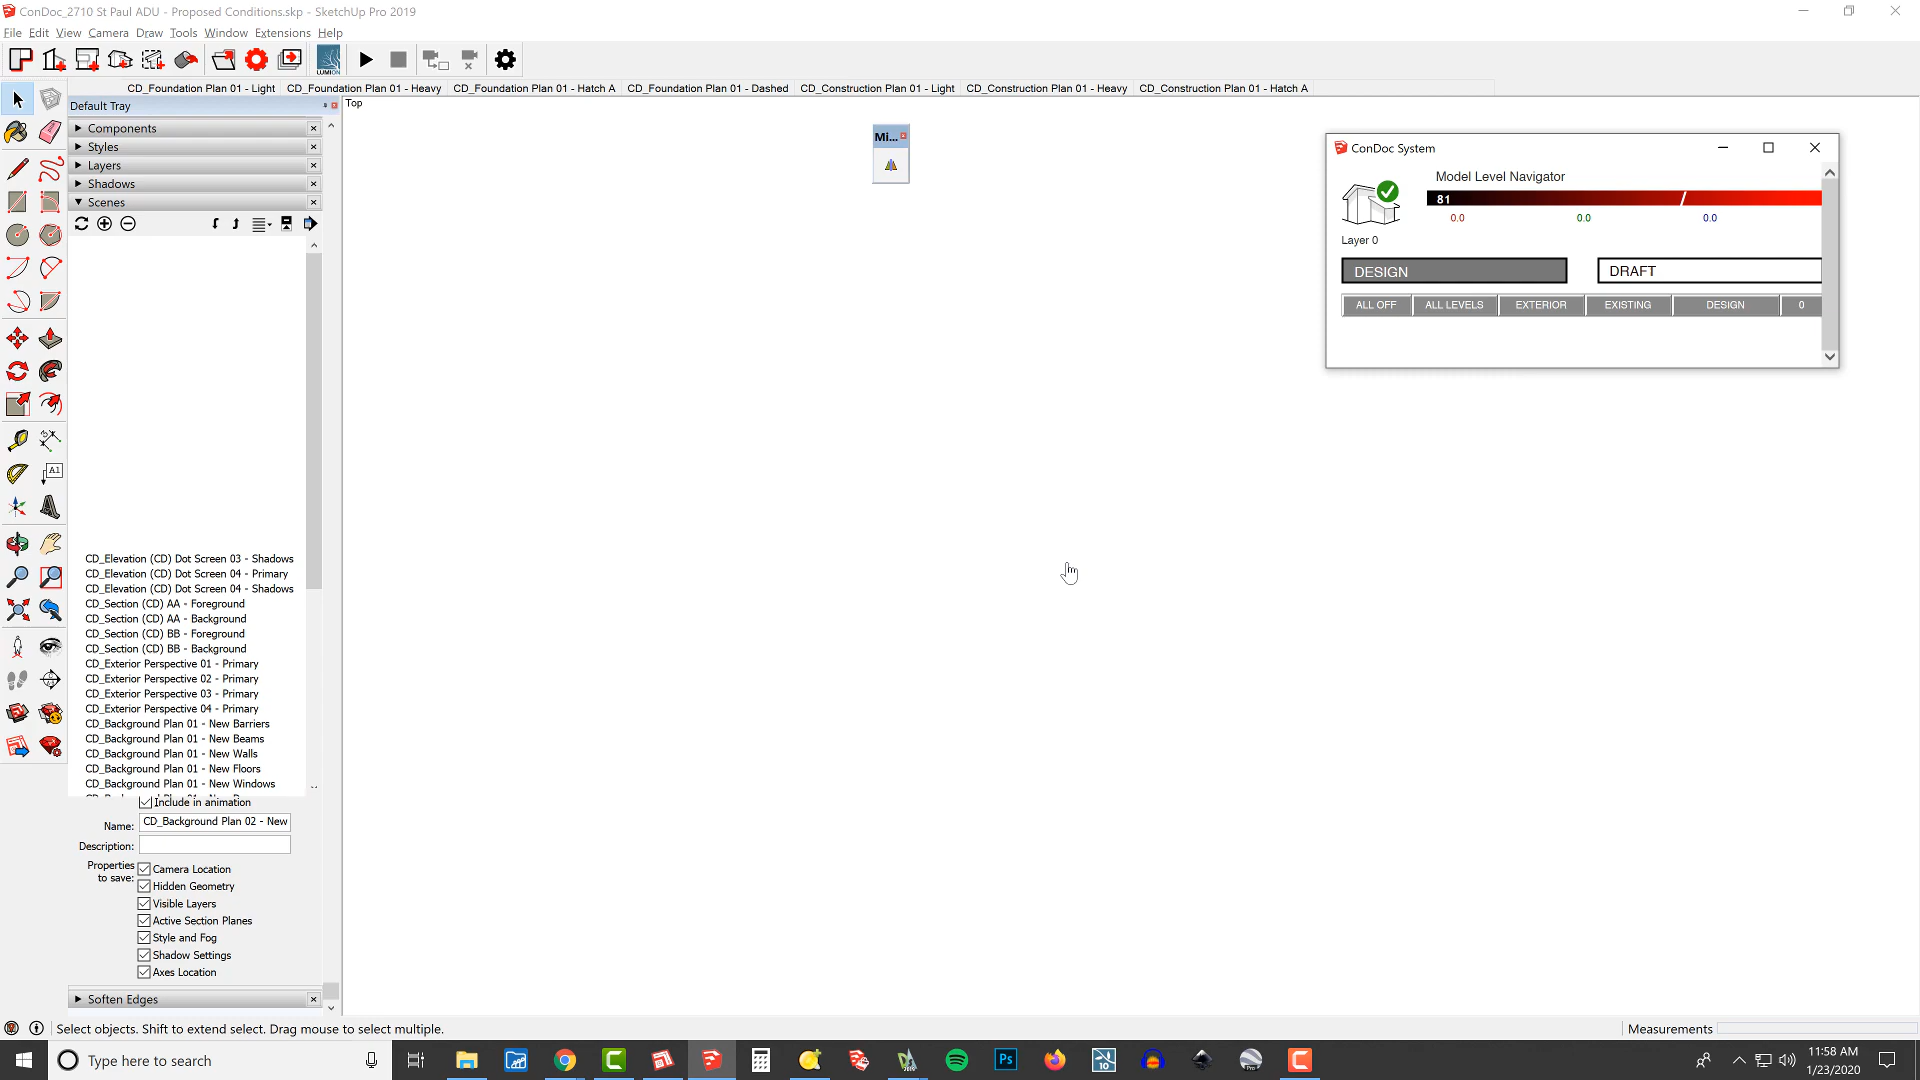 ConDoc_2710 St Paul ADU - Proposed Conditions.skp - SketchUp Pro 2019
File Edit View Camera Draw Tools Window Extensions Help
LUMION
CD_Foundation Plan 01 - Light CD_Foundation Plan 01 - Heavy CD_Foundation Plan 01 - Hatch A CD_Foundation Plan 01 - Dashed CD_Construction Plan 01 - Light CD_Construction Plan 01 - Heavy CD_Construction Plan 01 - Hatch A
Default Tray
Top
Components
Styles
Layers
Shadows
Scenes
Mi...
ConDoc System
Model Level Navigator
81
0.0 0.0 0.0
Layer 0
DESIGN DRAFT
ALL OFF ALL LEVELS EXTERIOR EXISTING DESIGN 0
A1
CD_Elevation (CD) Dot Screen 03 - Shadows
CD_Elevation (CD) Dot Screen 04 - Primary
CD_Elevation (CD) Dot Screen 04 - Shadows
CD_Section (CD) AA - Foreground
CD_Section (CD) AA - Background
CD_Section (CD) BB - Foreground
CD_Section (CD) BB - Background
CD_Exterior Perspective 01 - Primary
CD_Exterior Perspective 02 - Primary
CD_Exterior Perspective 03 - Primary
CD_Exterior Perspective 04 - Primary
CD_Background Plan 01 - New Barriers
CD_Background Plan 01 - New Beams
CD_Background Plan 01 - New Walls
CD_Background Plan 01 - New Floors
CD_Background Plan 01 - New Windows
Include in animation
Name: CD_Background Plan 02 - New
Description:
Properties to save:
Camera Location
Hidden Geometry
Visible Layers
Active Section Planes
Style and Fog
Shadow Settings
Axes Location
Soften Edges
Select objects. Shift to extend select. Drag mouse to select multiple.
Measurements
Type here to search
Ps
10
11:58 AM
1/23/2020